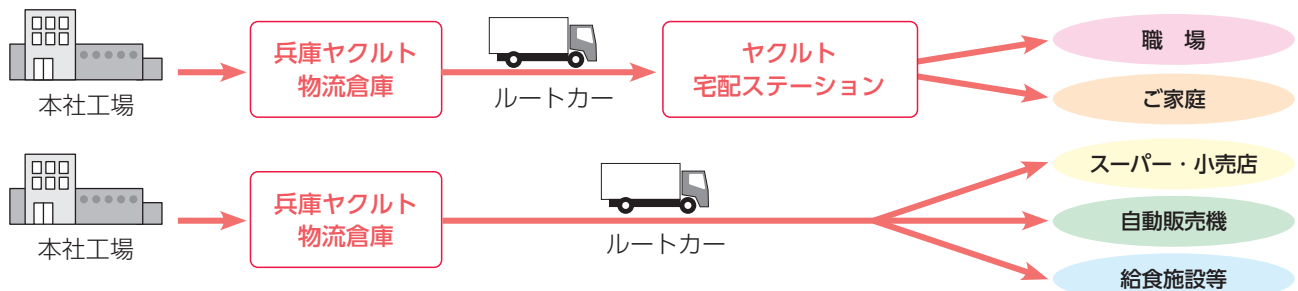 本社工場
兵庫ヤクルト
物流倉庫
ルートカー
ヤクルト
宅配ステーション
職　場
ご家庭
本社工場
兵庫ヤクルト
物流倉庫
ルートカー
スーパー・小売店
自動販売機
給食施設等